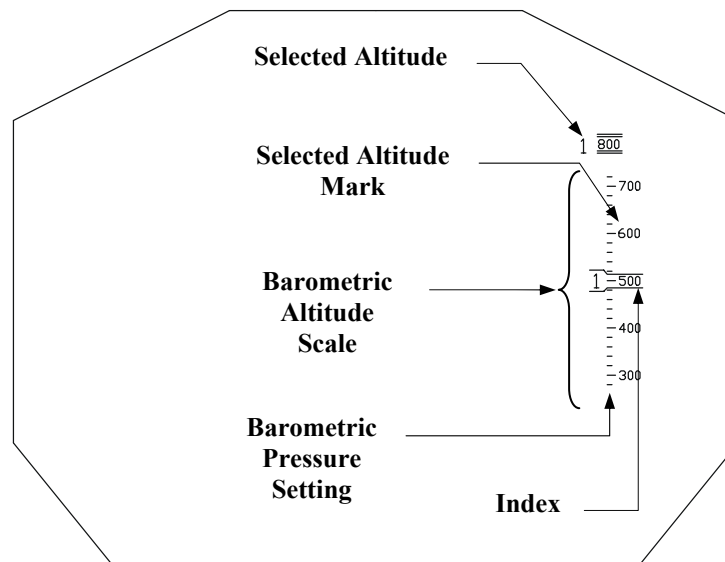 Selected Altitude
1 800
Selected Altitude
Mark
700
600
Barometric
Altitude
Scale
1 500
400
300
Barometric
Pressure
Setting
Index